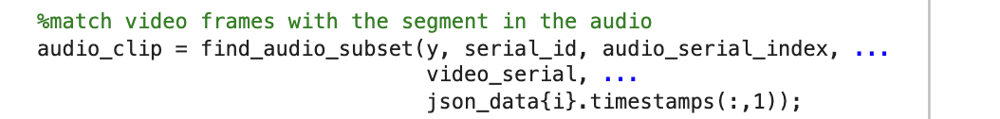 %match video frames with the segment in the audio
audio_clip = find_audio_subset(y, serial_id, audio_serial_index, ...
video_serial, ...
json_data{i}.timestamps(:,1));